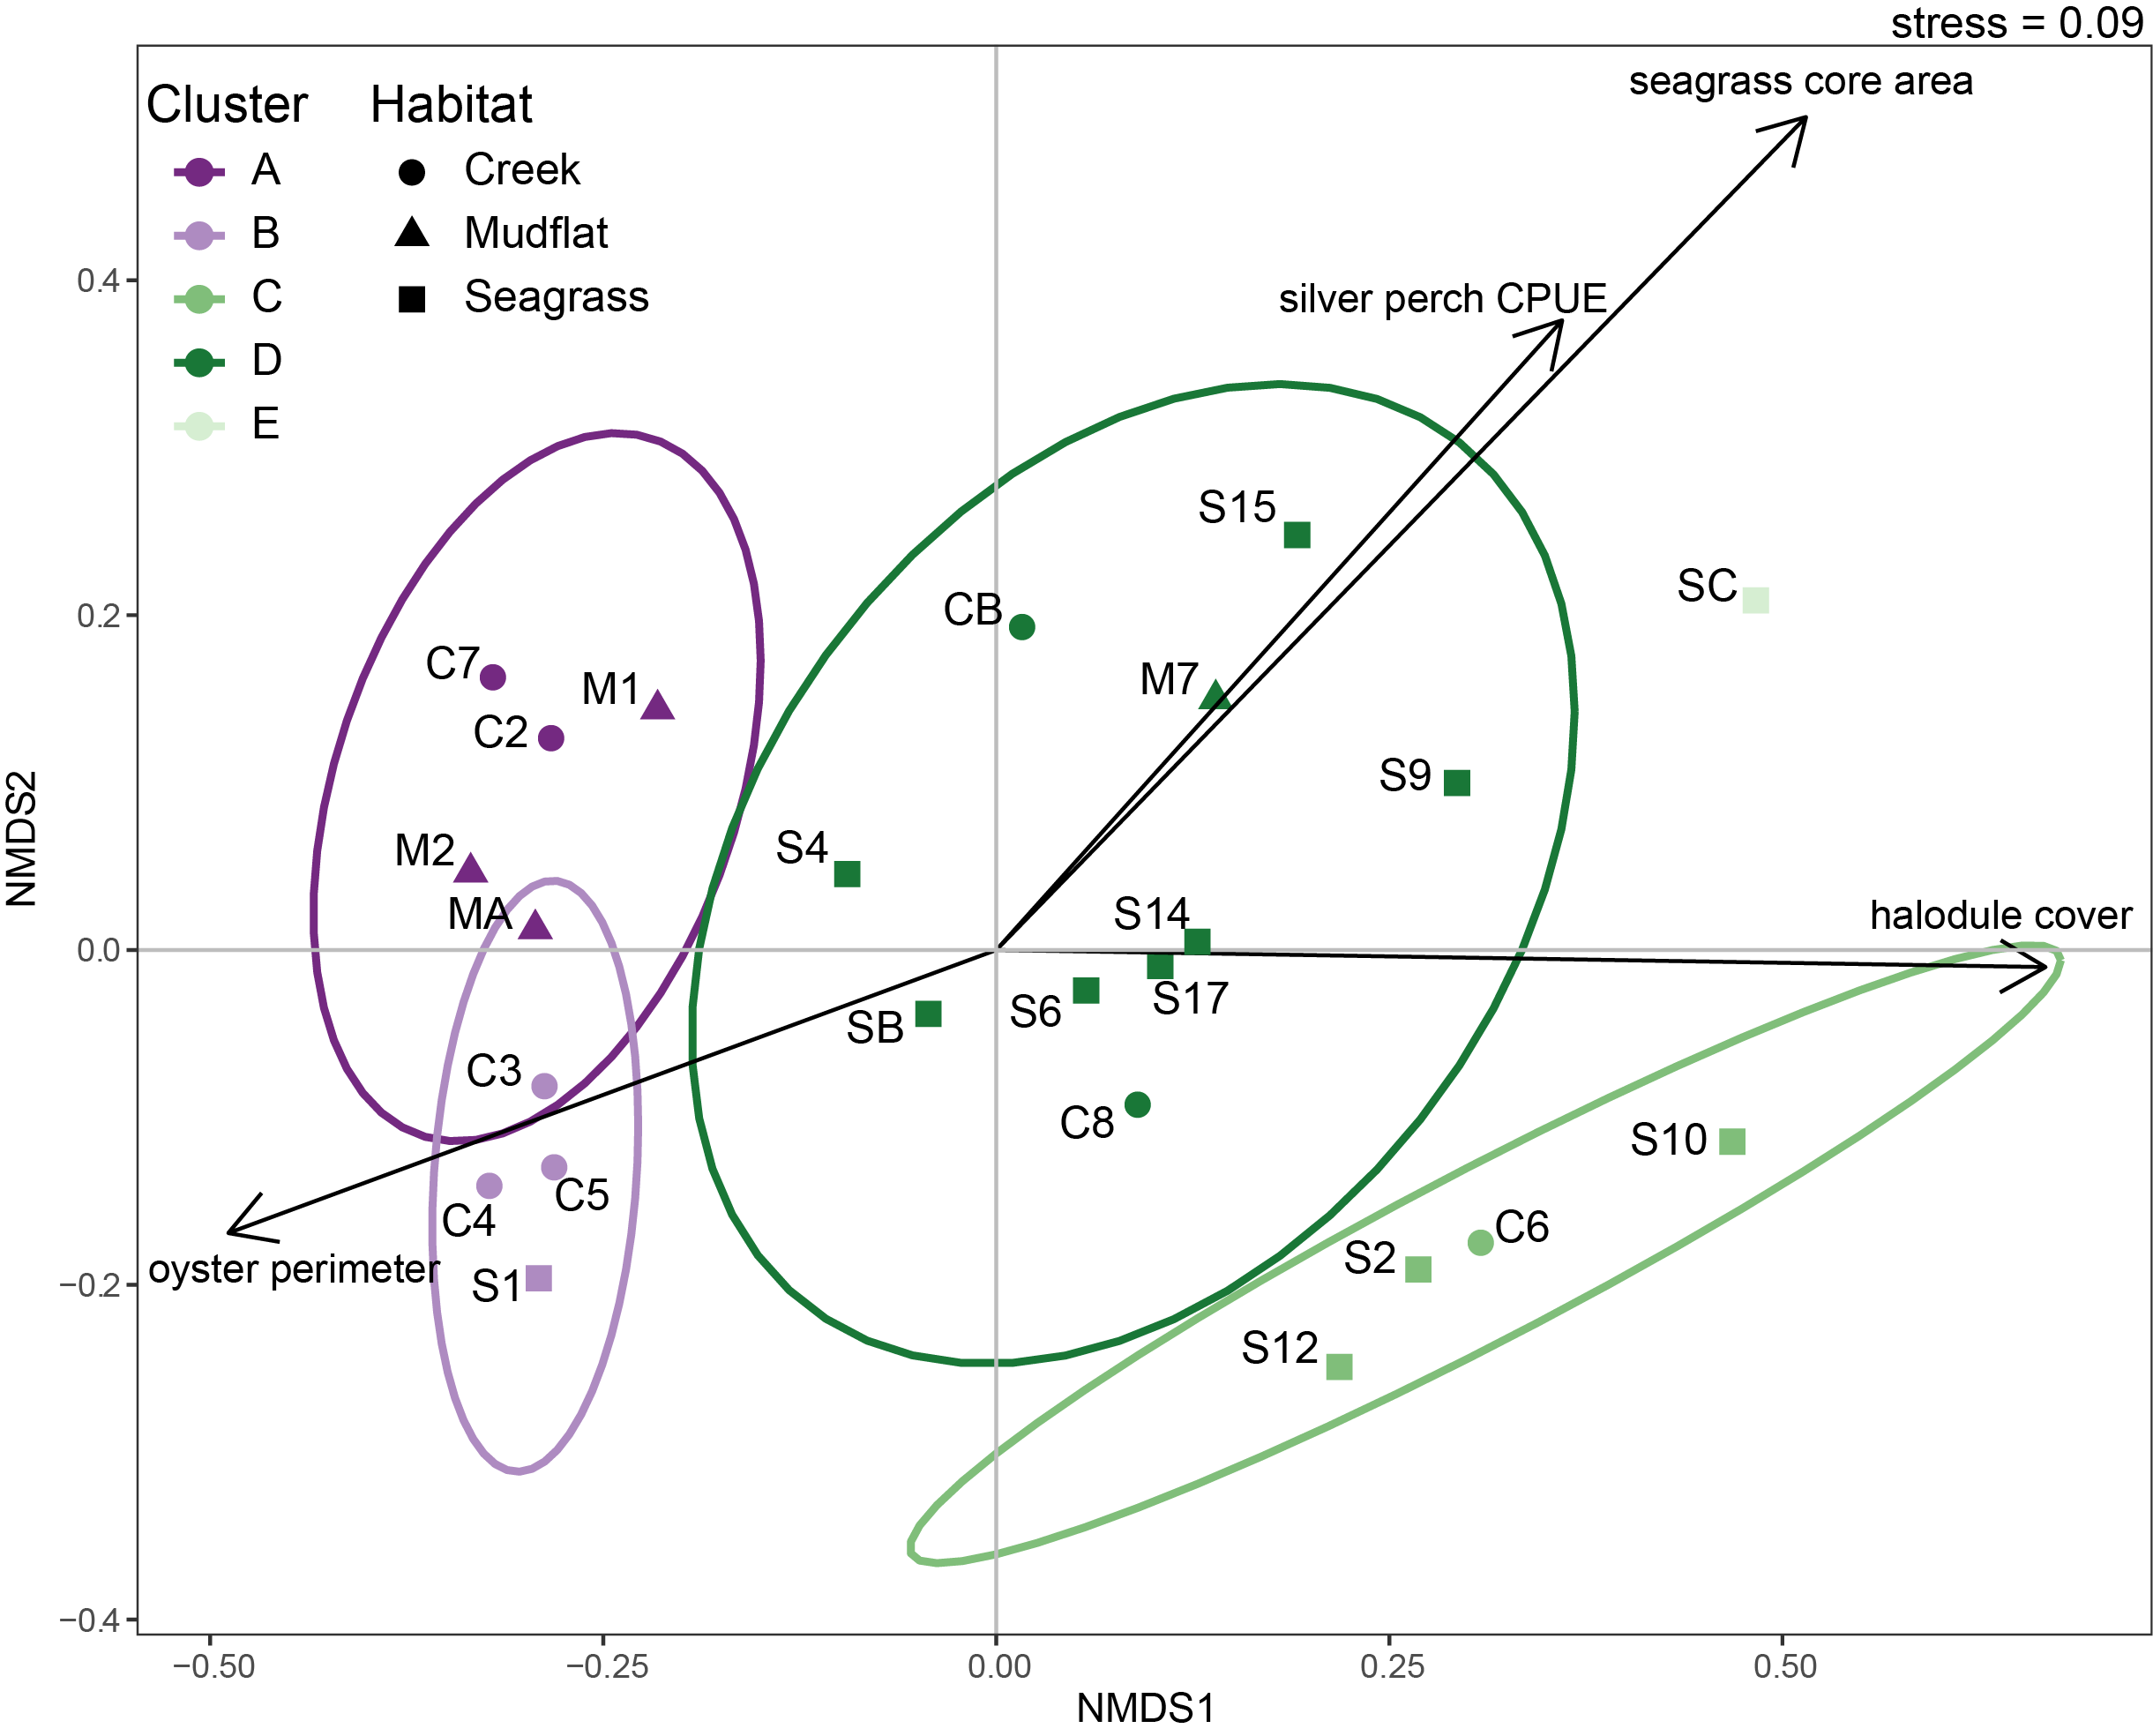 stress = 0.09
seagrass core area
Cluster Habitat
A Creek
B Mudflat
C Seagrass
D
E
silver perch CPUE
0.4
S15
SC
CB
0.2
C7
M1
M7
C2
S9
M2
S4
MA
S14
halodule cover
NMDS2
0.0
S17
S6
SB
C3
C8
S10
C5
C4
C6
S2
oyster perimeter
S1
−0.2
S12
−0.4
−0.50 −0.25 0.00 0.25 0.50
NMDS1